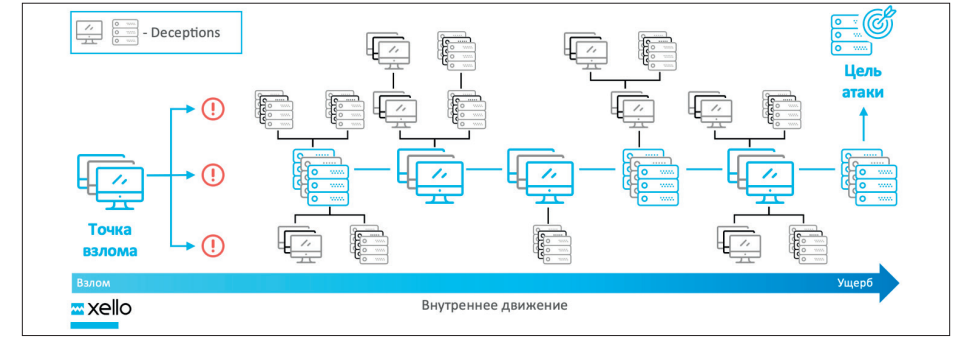 - Deceptions
Цель
атаки
Точка
взлома
Взлом
Ущерб
Внутреннее движение
xello